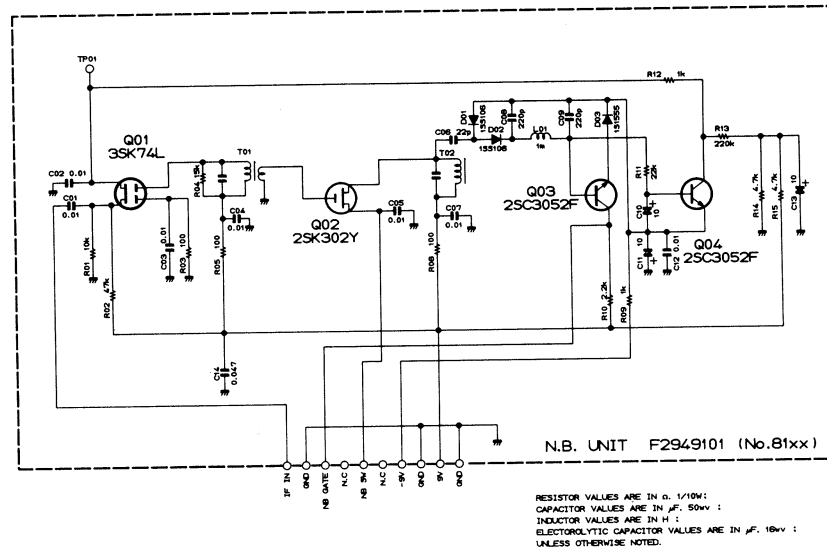 TP01
R12 1k
Q01
3SK74L
C02 0.01
C01
0.01
R01 10k
R02 47k
C03 0.01
R03 100
R04 15k
T01
C04
0.01
R05 100
C14
0.047
Q02
2SK302Y
C05
0.01
C06 22p
T02
C07
0.01
R08 100
D01
1SS106
D02
1SS106
C08
220p
L01
1m
C09
220p
D03
1S1555
Q03
2SC3052F
R10 2.2k
R09 1k
R11
22k
C10
10
C11 10
C12 0.01
Q04
2SC3052F
R13
220k
R14 4.7k
R15 4.7k
C13 10
IF IN
GND
NB GATE
N.C
NB SW
N.C
-9V
GND
9V
GND
N.B. UNIT F2949101 (No.81xx)
RESISTOR VALUES ARE IN Ω. 1/10W;
CAPACITOR VALUES ARE IN μF. 50wv ;
INDUCTOR VALUES ARE IN H ;
ELECTOROLYTIC CAPACITOR VALUES ARE IN μF. 16wv ;
UNLESS OTHERWISE NOTED.